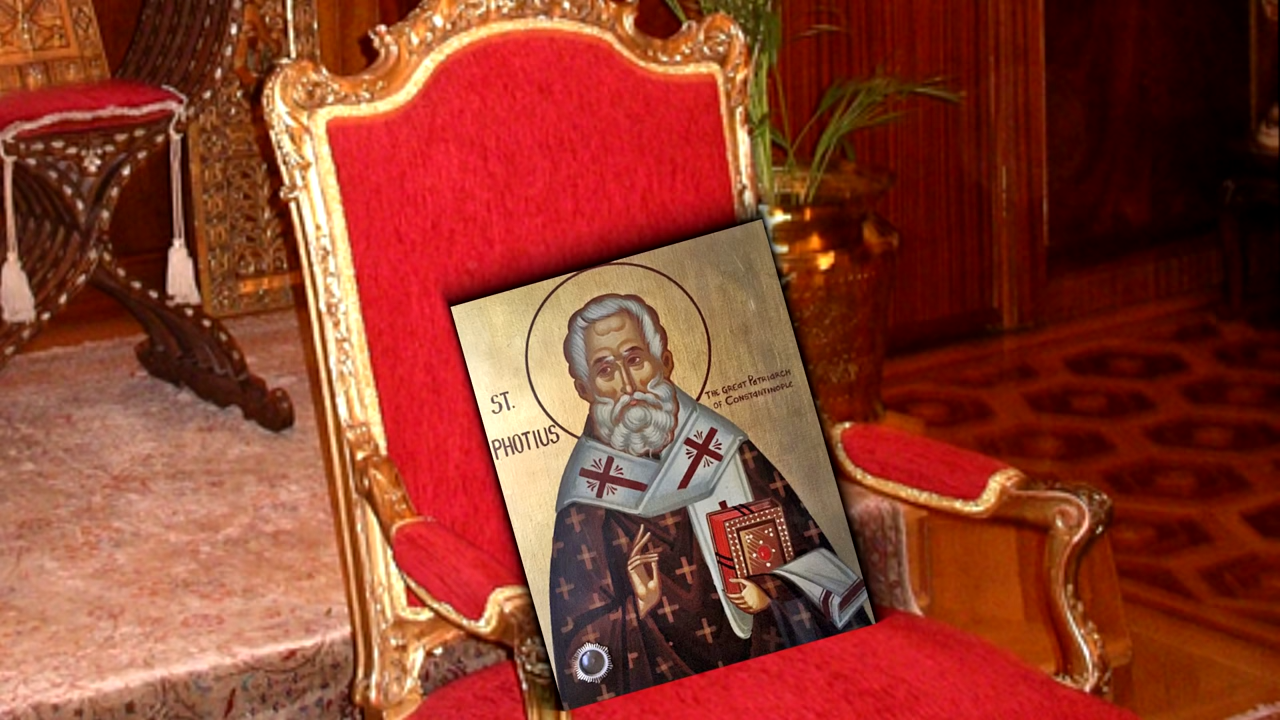 ST.
PHOTIUS
THE GREAT PATRIARCH
OF CONSTANTINOPLE